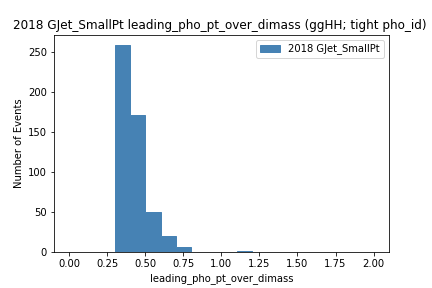 2018 GJet_SmallPt leading_pho_pt_over_dimass (ggHH; tight pho_id)
2018 GJet_SmallPt
Number of Events
250
200
150
100
50
0
0.00 0.25 0.50 0.75 1.00 1.25 1.50 1.75 2.00
leading_pho_pt_over_dimass